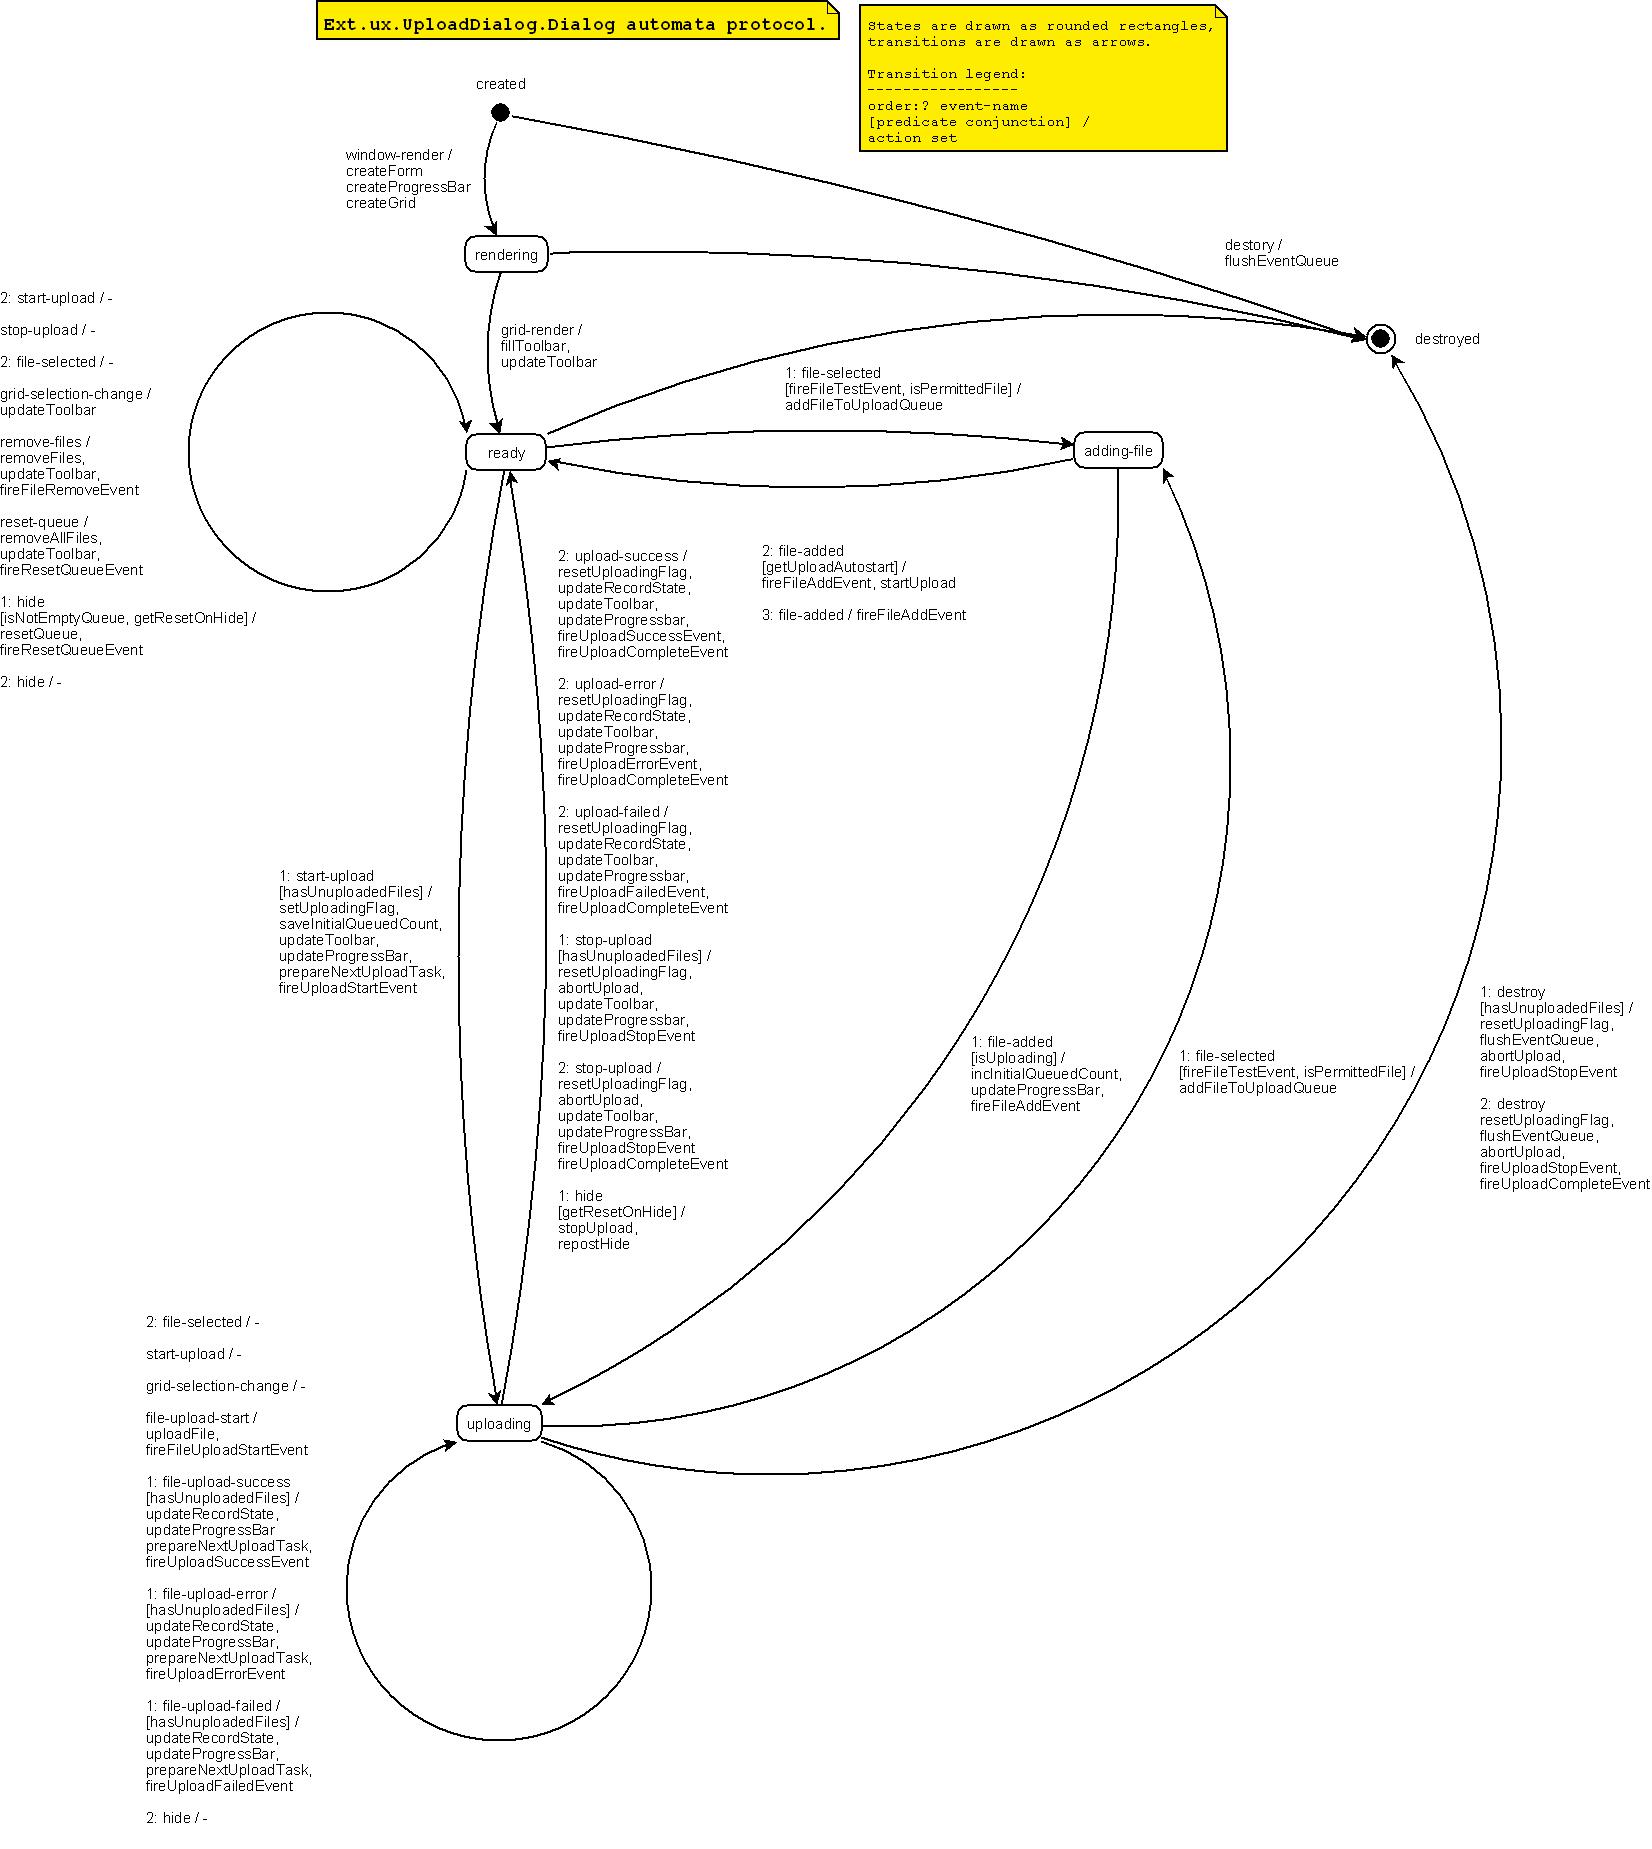 Ext.ux.UploadDialog.Dialog automata protocol.
States are drawn as rounded rectangles,
transitions are drawn as arrows.
Transition legend:
-----------------
order:? event-name
[predicate conjunction] /
action set
created
window-render /
createForm
createProgressBar
createGrid
rendering
destory /
flushEventQueue
destroyed
2: start-upload / -
stop-upload / -
2: file-selected / -
grid-selection-change /
updateToolbar
remove-files /
removeFiles,
updateToolbar,
fireFileRemoveEvent
reset-queue /
removeAllFiles,
updateToolbar,
fireResetQueueEvent
1: hide
[isNotEmptyQueue, getResetOnHide] /
resetQueue,
fireResetQueueEvent
2: hide / -
grid-render /
fillToolbar,
updateToolbar
1: file-selected
[fireFileTestEvent, isPermittedFile] /
addFileToUploadQueue
ready
adding-file
2: upload-success /
resetUploadingFlag,
updateRecordState,
updateToolbar,
updateProgressbar,
fireUploadSuccessEvent,
fireUploadCompleteEvent
2: upload-error /
resetUploadingFlag,
updateRecordState,
updateToolbar,
updateProgressbar,
fireUploadErrorEvent,
fireUploadCompleteEvent
2: upload-failed /
resetUploadingFlag,
updateRecordState,
updateToolbar,
updateProgressbar,
fireUploadFailedEvent,
fireUploadCompleteEvent
1: stop-upload
[hasUnuploadedFiles] /
resetUploadingFlag,
abortUpload,
updateToolbar,
updateProgressbar,
fireUploadStopEvent
2: stop-upload /
resetUploadingFlag,
abortUpload,
updateToolbar,
updateProgressBar,
fireUploadStopEvent
fireUploadCompleteEvent
1: hide
[getResetOnHide] /
stopUpload,
repostHide
2: file-added
[getUploadAutostart] /
fireFileAddEvent, startUpload
3: file-added / fireFileAddEvent
1: start-upload
[hasUnuploadedFiles] /
setUploadingFlag,
saveInitialQueuedCount,
updateToolbar,
updateProgressBar,
prepareNextUploadTask,
fireUploadStartEvent
1: file-added
[isUploading] /
incInitialQueuedCount,
updateProgressBar,
fireFileAddEvent
1: file-selected
[fireFileTestEvent, isPermittedFile] /
addFileToUploadQueue
1: destroy
[hasUnuploadedFiles] /
resetUploadingFlag,
flushEventQueue,
abortUpload,
fireUploadStopEvent
2: destroy
resetUploadingFlag,
flushEventQueue,
abortUpload,
fireUploadStopEvent,
fireUploadCompleteEvent
uploading
2: file-selected / -
start-upload / -
grid-selection-change / -
file-upload-start /
uploadFile,
fireFileUploadStartEvent
1: file-upload-success
[hasUnuploadedFiles] /
updateRecordState,
updateProgressBar
prepareNextUploadTask,
fireUploadSuccessEvent
1: file-upload-error /
[hasUnuploadedFiles] /
updateRecordState,
updateProgressBar,
prepareNextUploadTask,
fireUploadErrorEvent
1: file-upload-failed /
[hasUnuploadedFiles] /
updateRecordState,
updateProgressBar,
prepareNextUploadTask,
fireUploadFailedEvent
2: hide / -